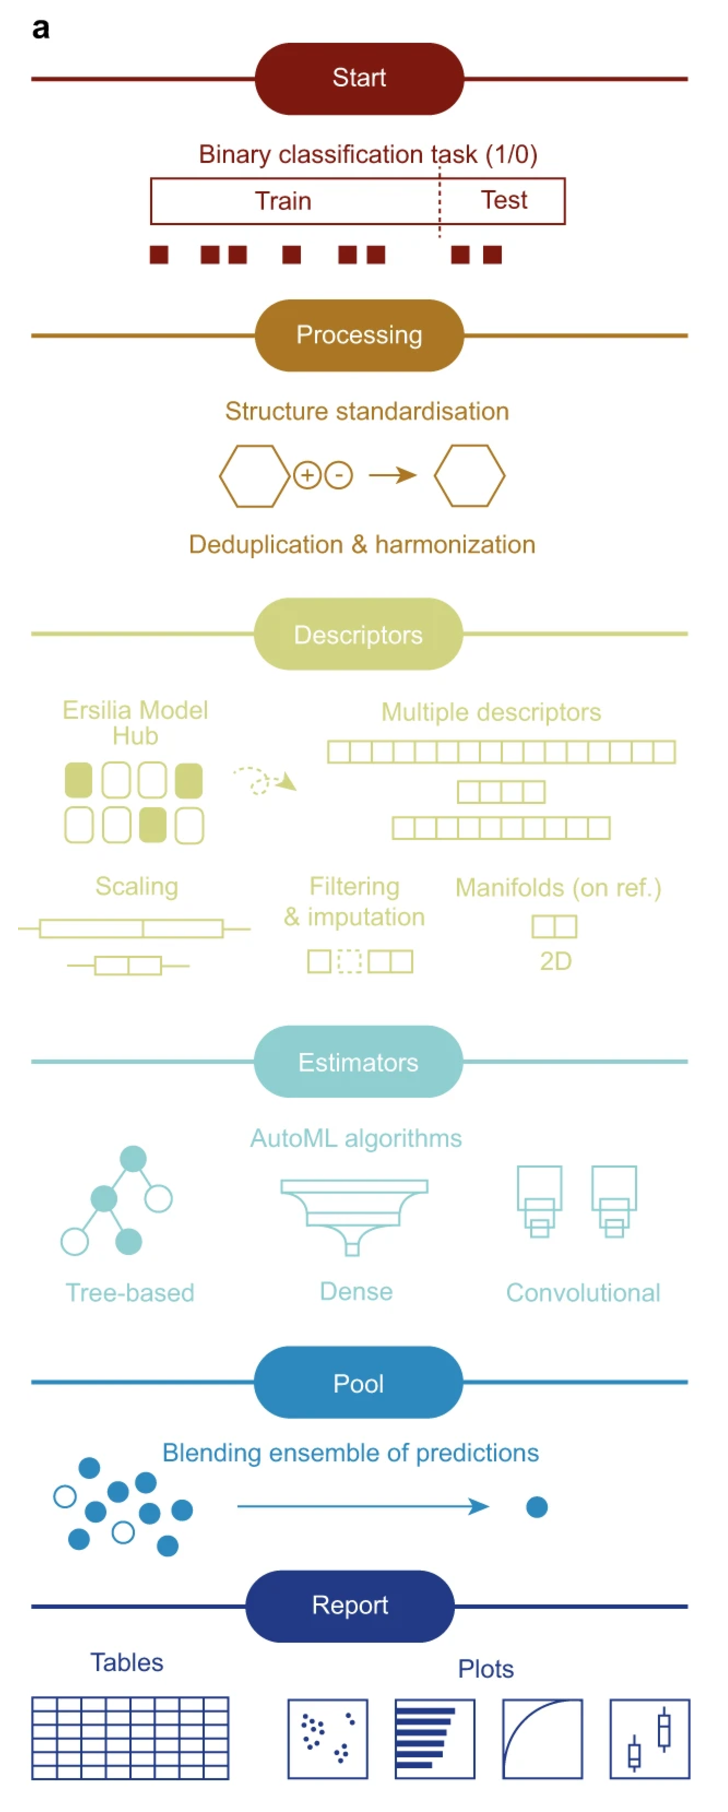 a
Start
Binary classification task (1/0)
Train
Test
Processing
Structure standardisation
+ -
Deduplication & harmonization
Descriptors
Ersilia Model
Hub
Multiple descriptors
Scaling
Filtering
& imputation
Manifolds (on ref.)
2D
Estimators
AutoML algorithms
Tree-based
Dense
Convolutional
Pool
Blending ensemble of predictions
Report
Tables
Plots